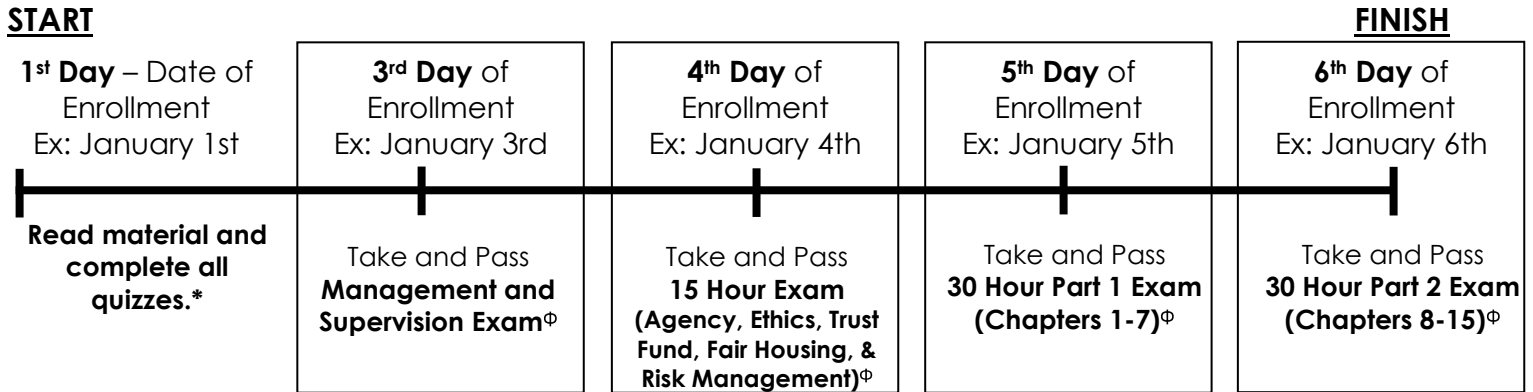 START
FINISH
1st Day – Date of
Enrollment
Ex: January 1st
3rd Day of
Enrollment
Ex: January 3rd
4th Day of
Enrollment
Ex: January 4th
5th Day of
Enrollment
Ex: January 5th
6th Day of
Enrollment
Ex: January 6th
Read material and
complete all
quizzes.*
Take and Pass
Management and
Supervision Exam⁠Φ
Take and Pass
15 Hour Exam
(Agency, Ethics, Trust
Fund, Fair Housing, &
Risk Management)Φ
Take and Pass
30 Hour Part 1 Exam
(Chapters 1-7)Φ
Take and Pass
30 Hour Part 2 Exam
(Chapters 8-15)Φ